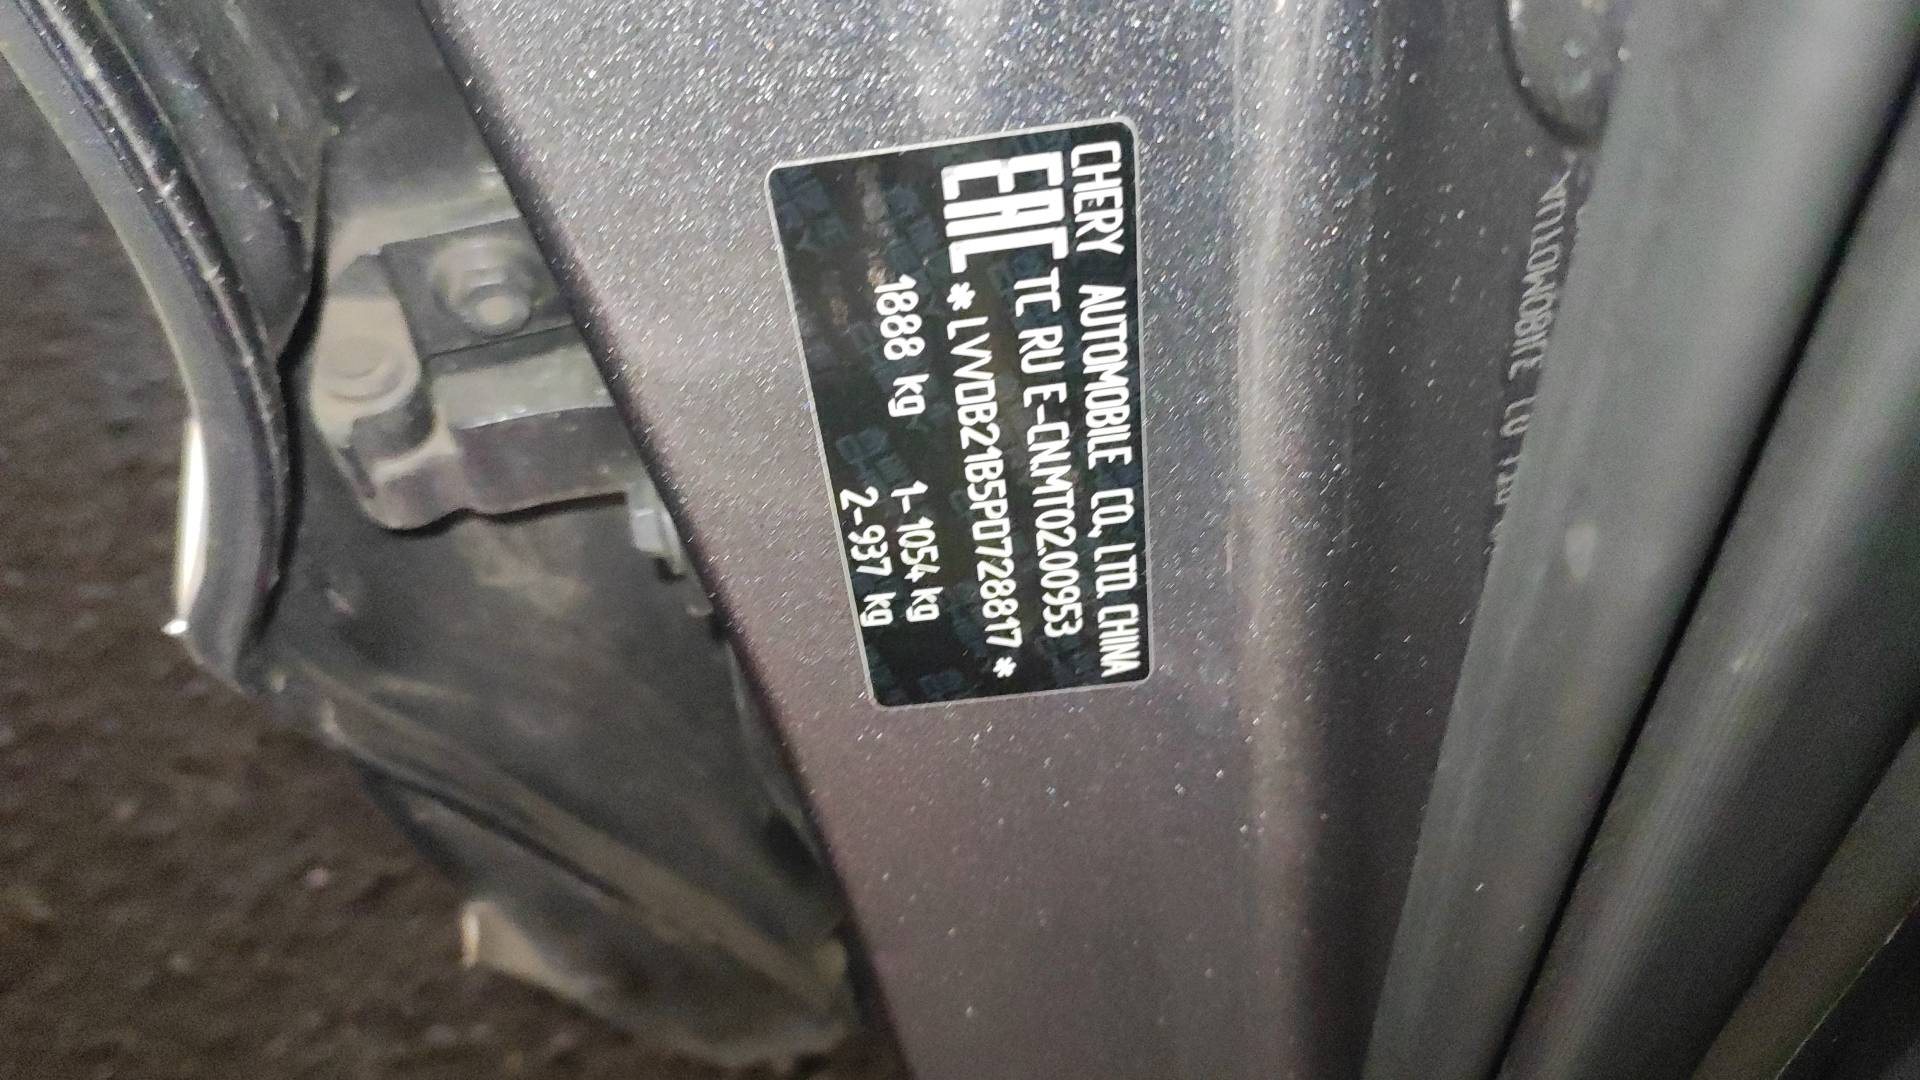 CHERY AUTOMOBILE CO., LTD. CHINA
EAC TC RU E-CN.MT02.00953
*LVVDB21B5PD728817*
1888 kg 1- 1054 kg
2-937 kg